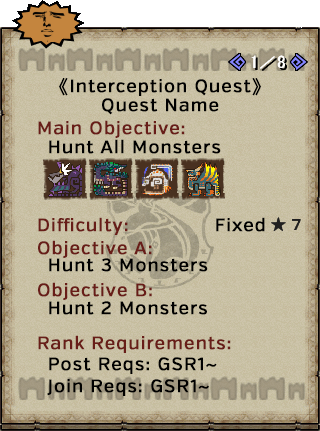 1/8
《Interception Quest》
Quest Name
Main Objective:
Hunt All Monsters
Difficulty: Fixed ★ 7
Objective A:
Hunt 3 Monsters
Objective B:
Hunt 2 Monsters
Rank Requirements:
Post Reqs: GSR1~
Join Reqs: GSR1~